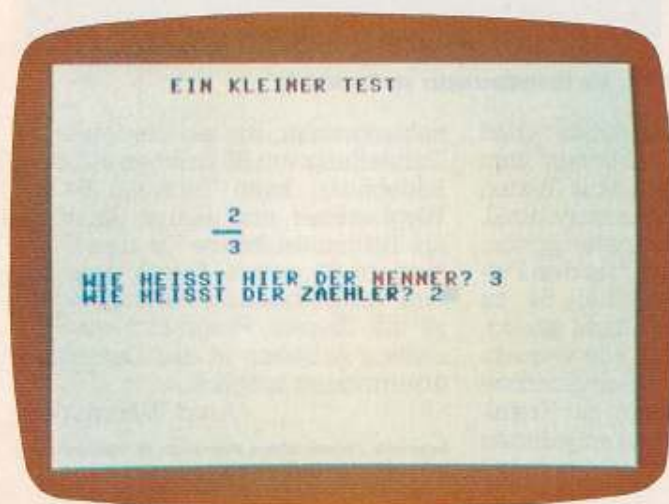 EIN KLEINER TEST
2
3
WIE HEISST HIER DER NENNER? 3
WIE HEISST DER ZAEHLER? 2